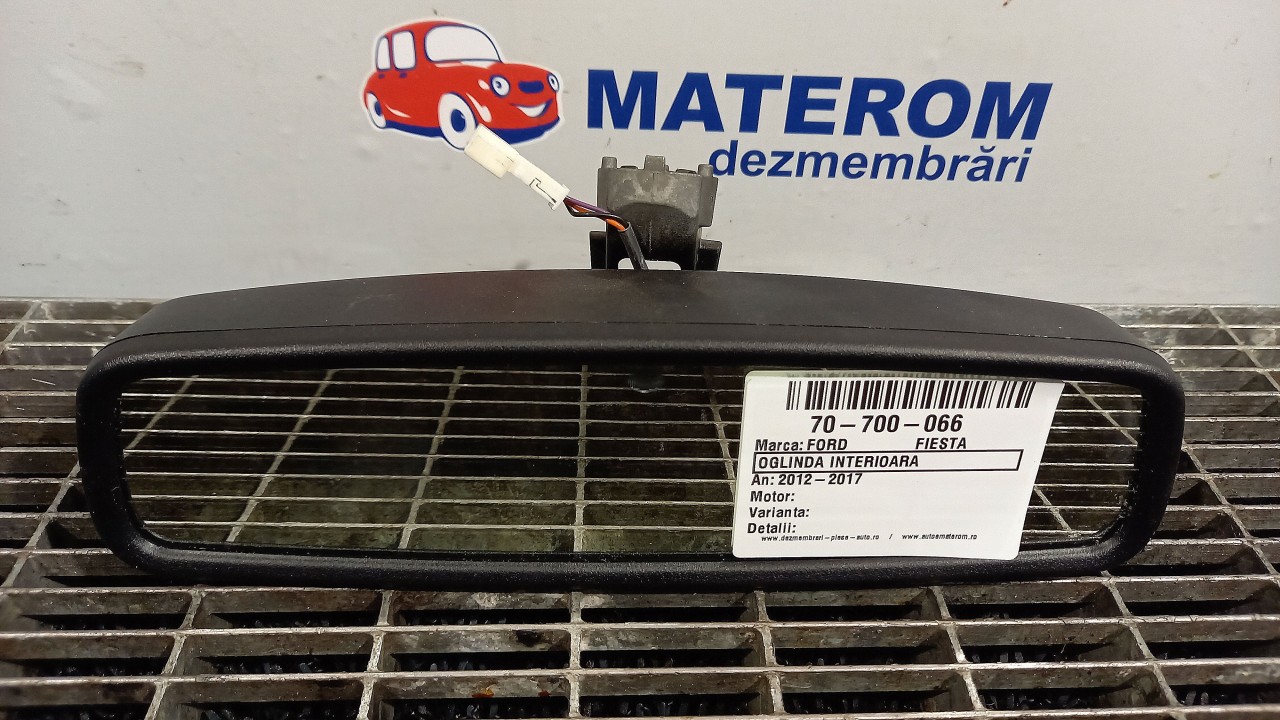 MATEROM
dezmembrări
70-700-066
Marca: FORD FIESTA
OGLINDA INTERIOARA
An: 2012-2017
Motor:
Varianta:
Detalii:
www.dezmembrari-piese-auto.ro / www.autoematerom.ro